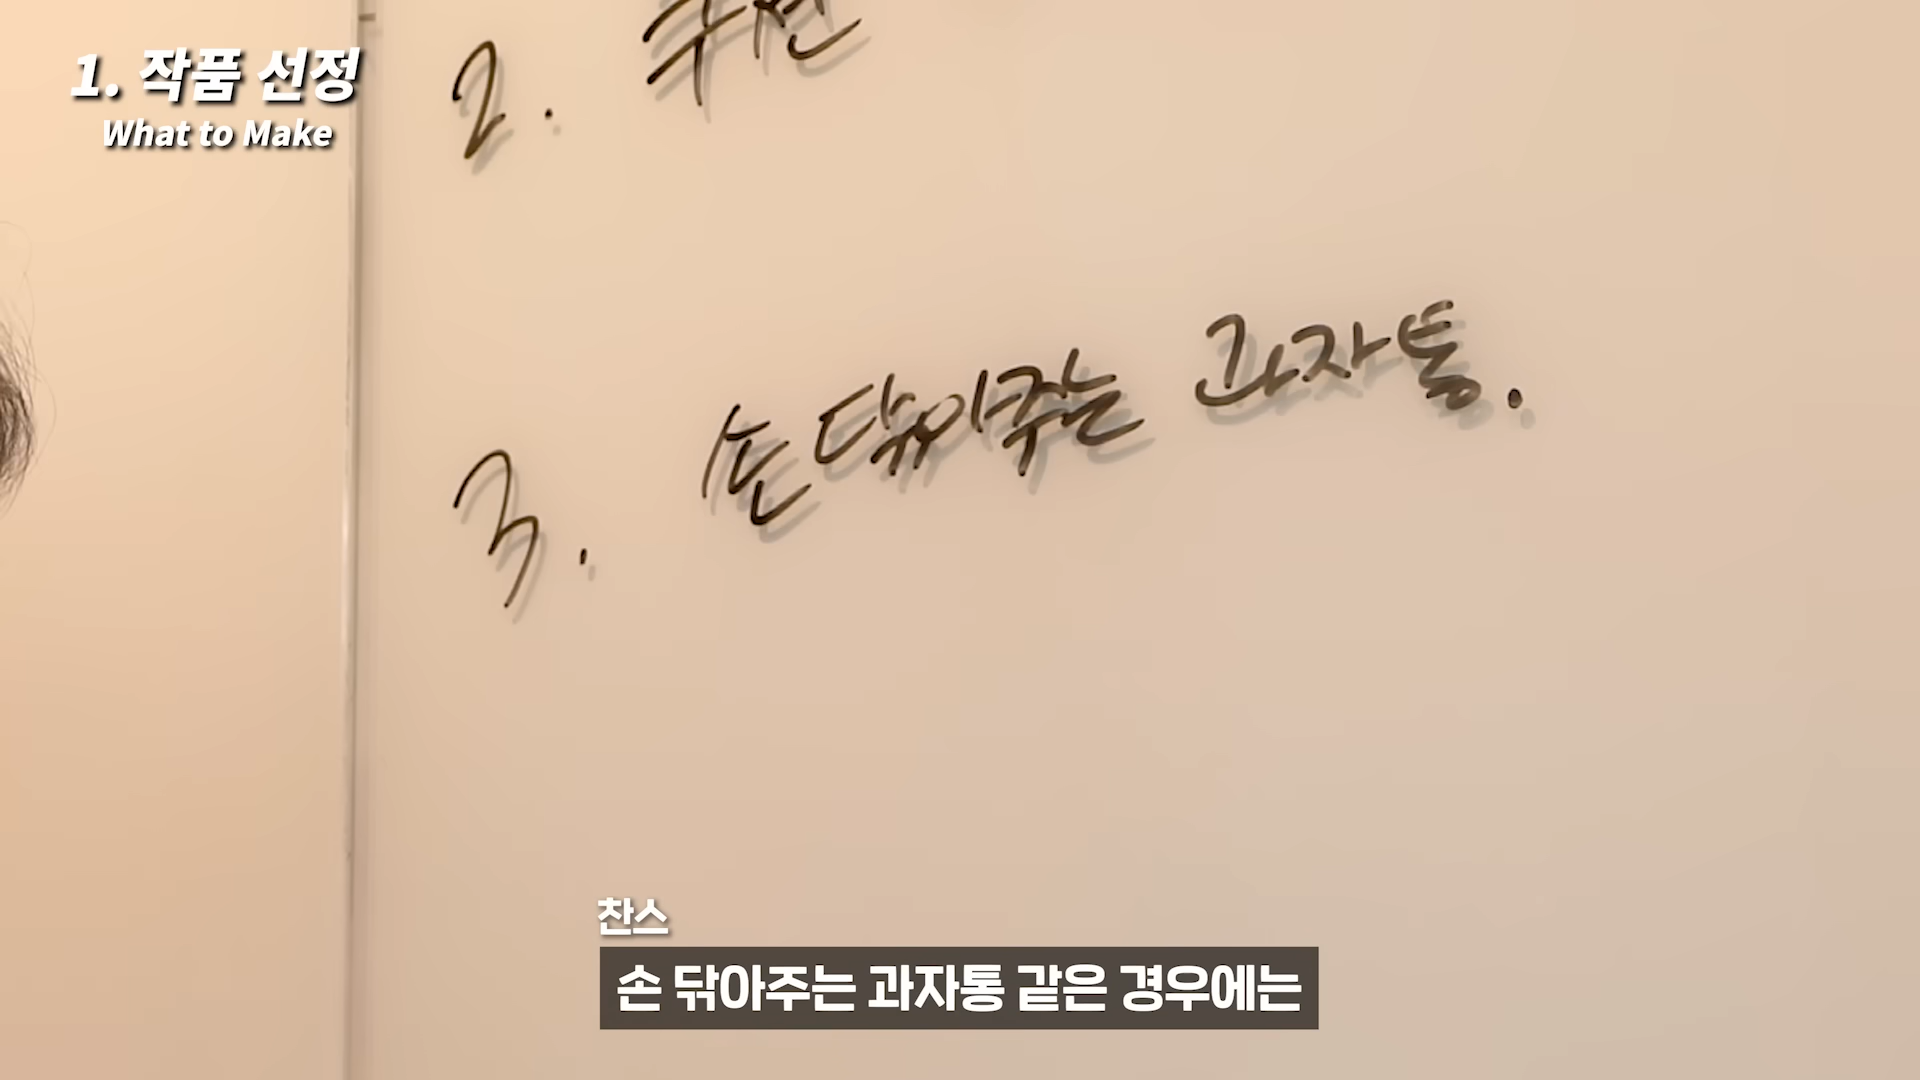 1. 작품 선정
What to Make
2.
3. 손 닦아주는 과자통.
찬스
손 닦아주는 과자통 같은 경우에는